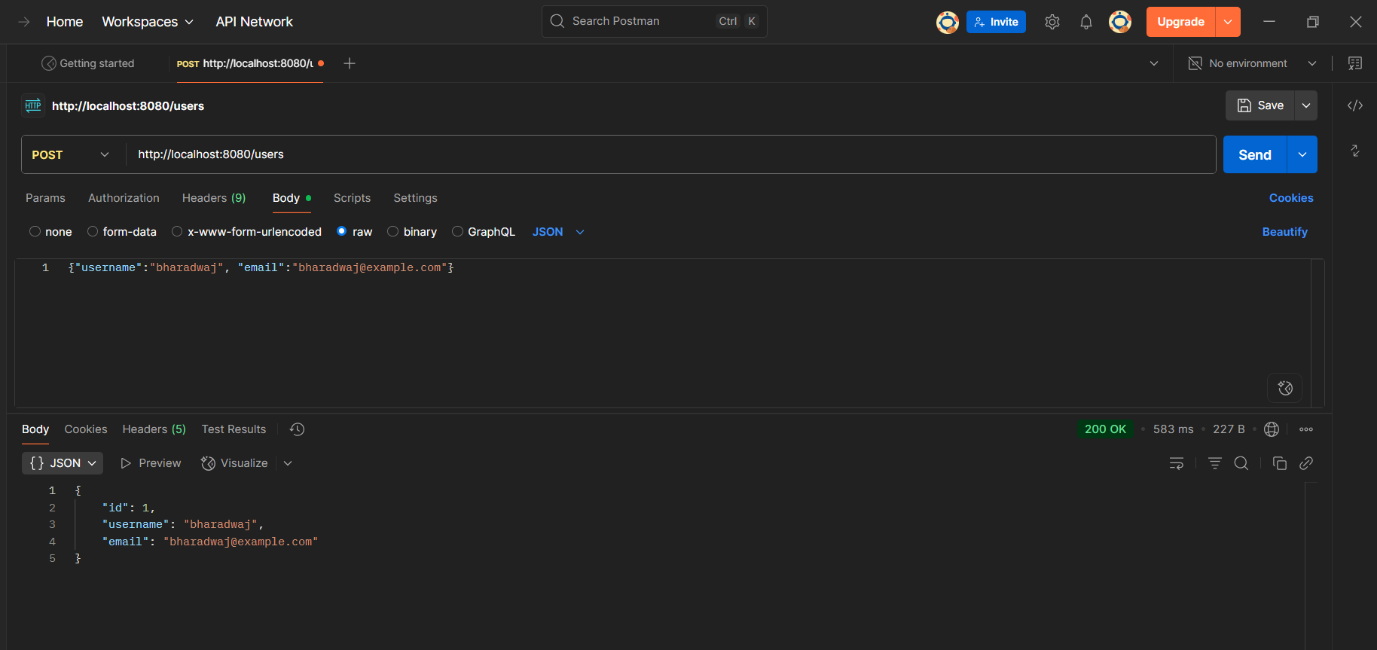 Home Workspaces API Network Search Postman Ctrl K Invite Upgrade
Getting started POST http://localhost:8080/u No environment
HTTP http://localhost:8080/users Save
POST http://localhost:8080/users Send
Params Authorization Headers (9) Body Scripts Settings Cookies
none form-data x-www-form-urlencoded raw binary GraphQL JSON Beautify
1 {"username":"bharadwaj", "email":"bharadwaj@example.com"}
Body Cookies Headers (5) Test Results 200 OK • 583 ms • 227 B
{} JSON Preview Visualize
1 {
2 "id": 1,
3 "username": "bharadwaj",
4 "email": "bharadwaj@example.com"
5 }